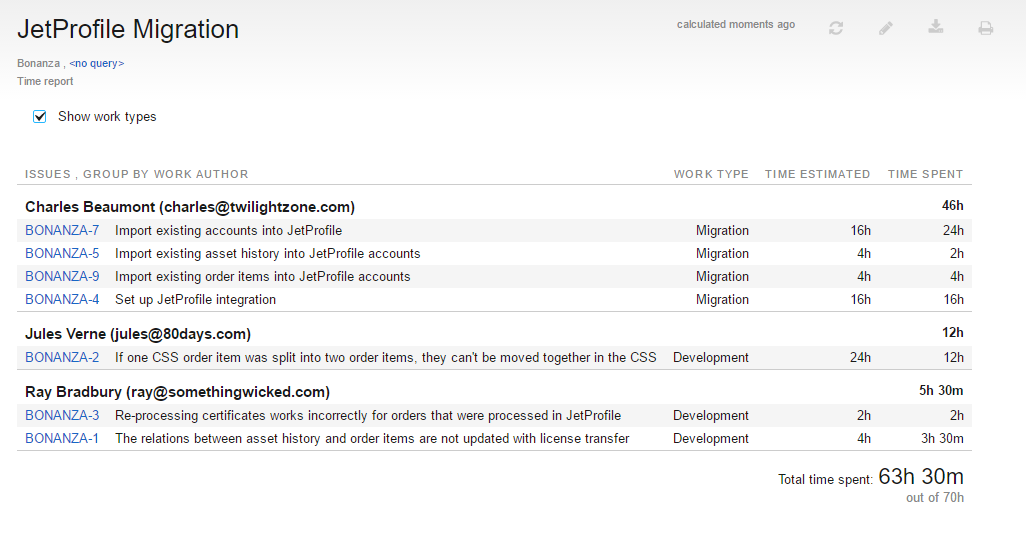 JetProfile Migration
calculated moments ago
Bonanza , <no query>
Time report
Show work types
ISSUES , GROUP BY WORK AUTHOR WORK TYPE TIME ESTIMATED TIME SPENT
Charles Beaumont (charles@twilightzone.com) 46h
BONANZA-7 Import existing accounts into JetProfile Migration 16h 24h
BONANZA-5 Import existing asset history into JetProfile accounts Migration 4h 2h
BONANZA-9 Import existing order items into JetProfile accounts Migration 4h 4h
BONANZA-4 Set up JetProfile integration Migration 16h 16h
Jules Verne (jules@80days.com) 12h
BONANZA-2 If one CSS order item was split into two order items, they can't be moved together in the CSS Development 24h 12h
Ray Bradbury (ray@somethingwicked.com) 5h 30m
BONANZA-3 Re-processing certificates works incorrectly for orders that were processed in JetProfile Development 2h 2h
BONANZA-1 The relations between asset history and order items are not updated with license transfer Development 4h 3h 30m
Total time spent: 63h 30m
out of 70h